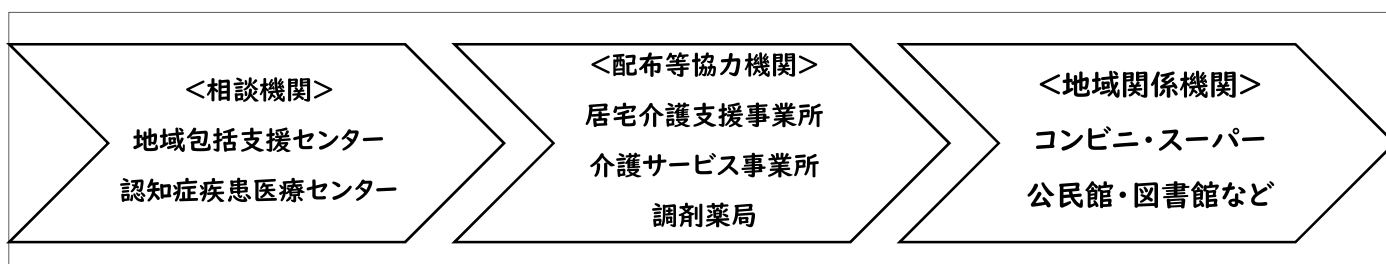 <相談機関>
地域包括支援センター
認知症疾患医療センター
<配布等協力機関>
居宅介護支援事業所
介護サービス事業所
調剤薬局
<地域関係機関>
コンビニ・スーパー
公民館・図書館など